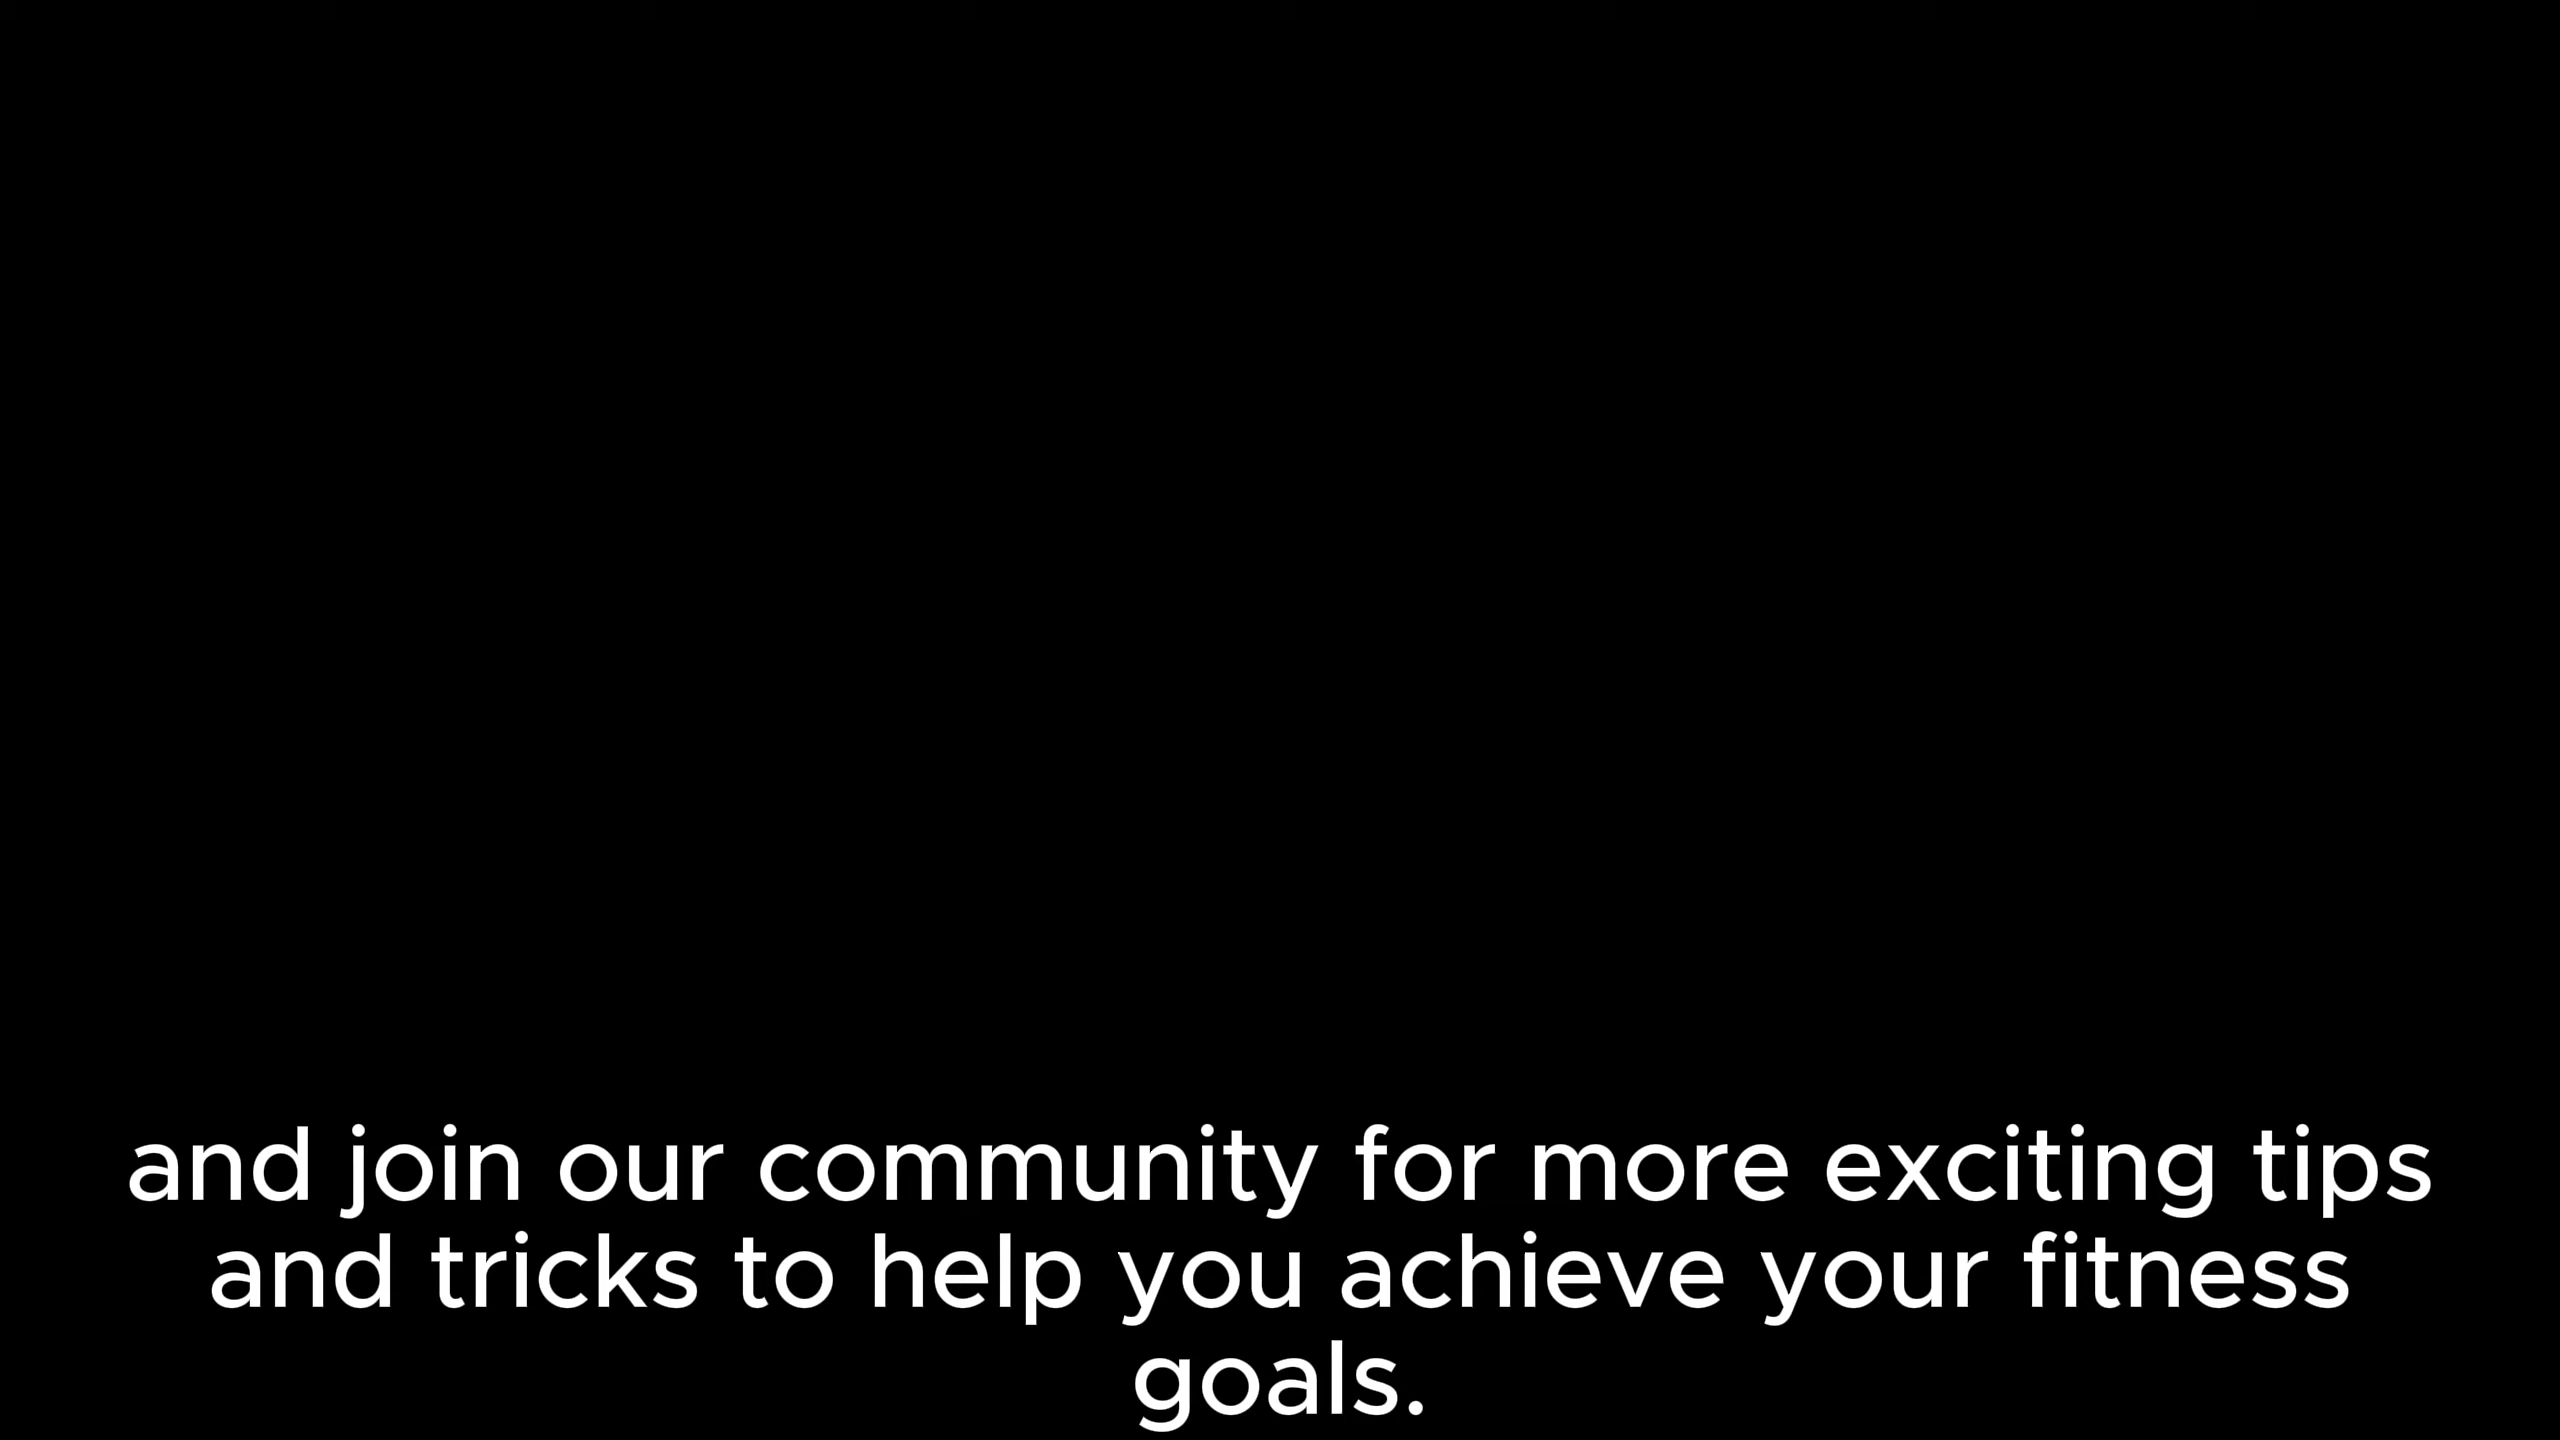 and join our community for more exciting tips
and tricks to help you achieve your fitness
goals.